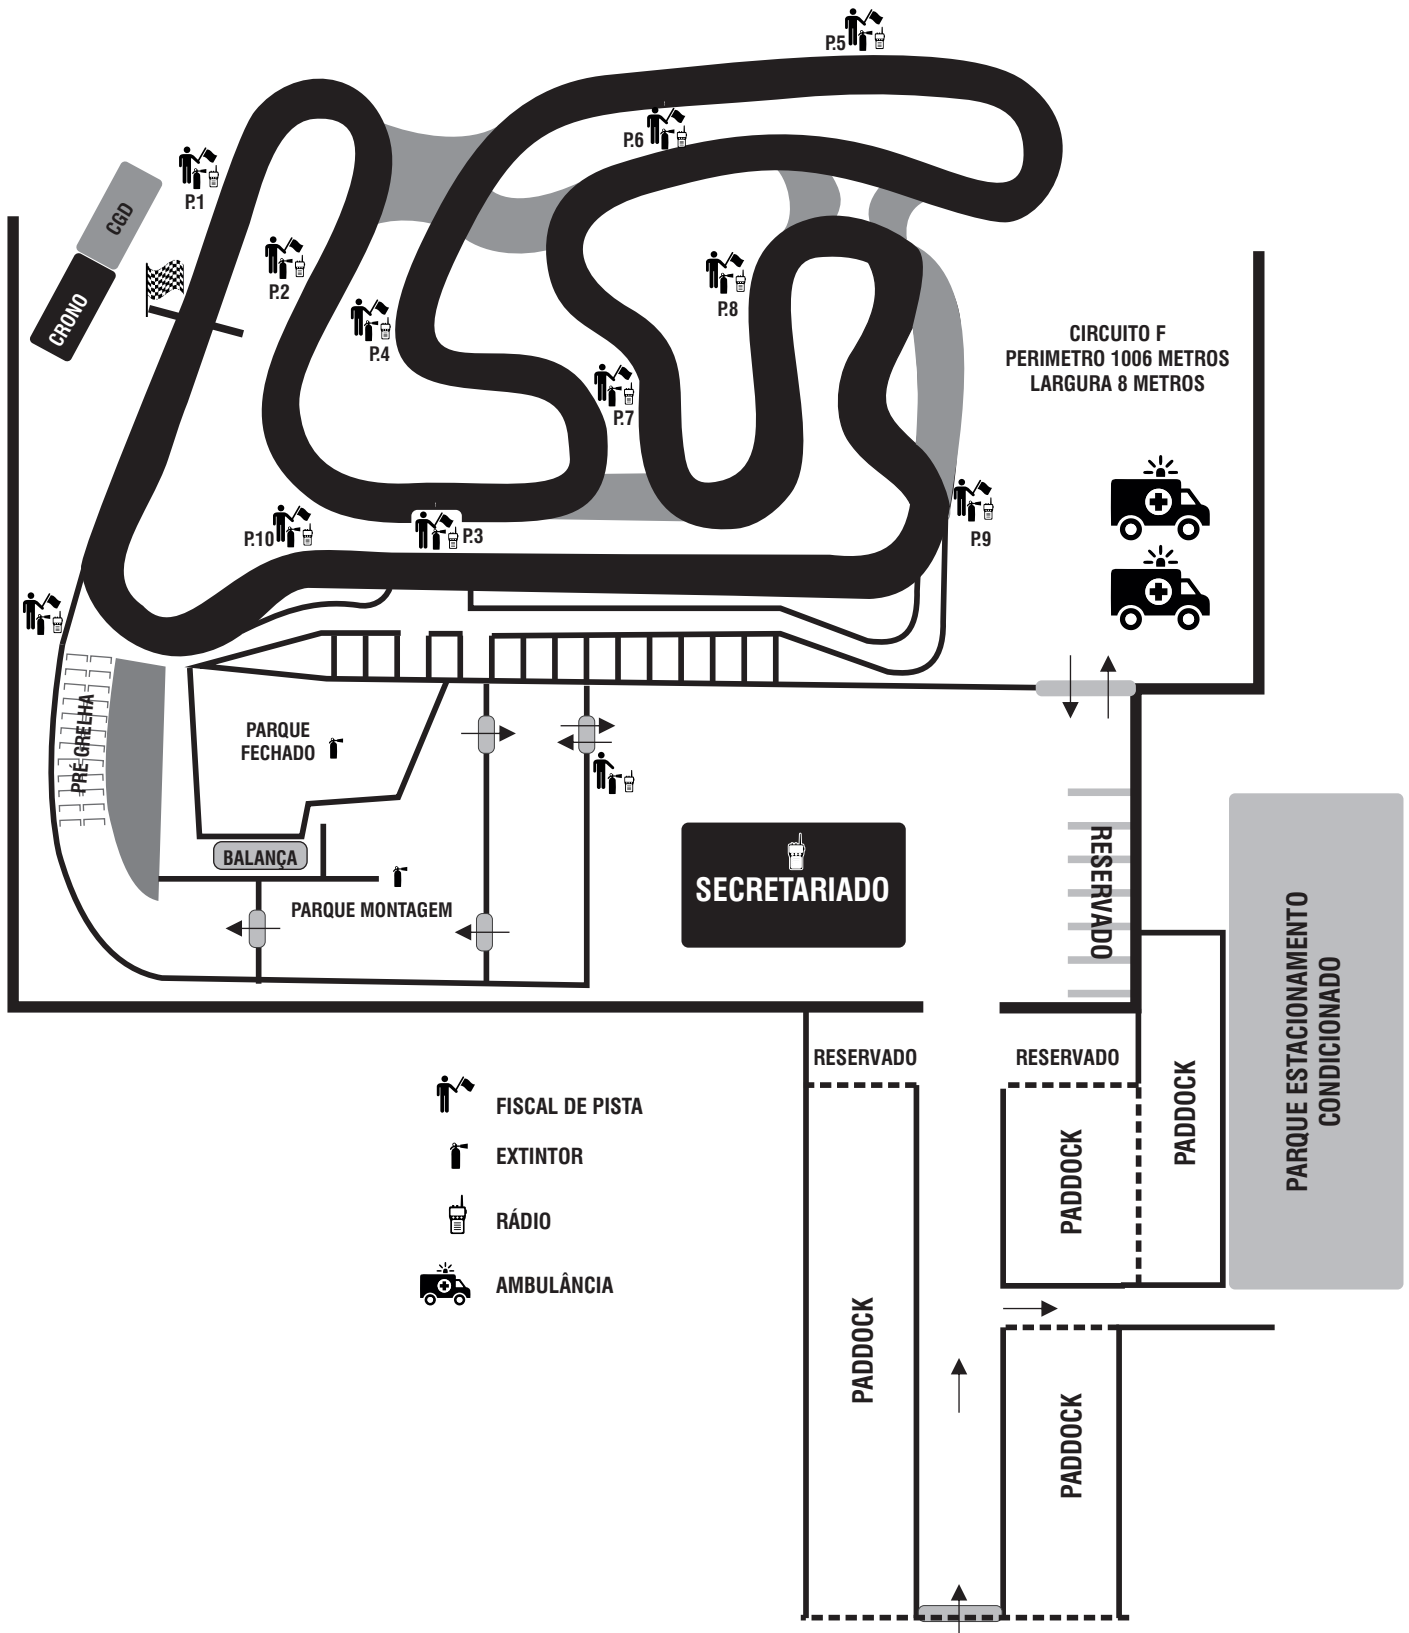 P.5
P.6
P.1
CGD
P.2
CRONO
P.4
P.8
P.7
CIRCUITO F
PERIMETRO 1006 METROS
LARGURA 8 METROS
P.10
P.3
P.9
PRÉ GRELHA
PARQUE
FECHADO
BALANÇA
PARQUE MONTAGEM
SECRETARIADO
RESERVADO
RESERVADO
RESERVADO
PADDOCK
PADDOCK
PADDOCK
PADDOCK
PARQUE ESTACIONAMENTO
CONDICIONADO
FISCAL DE PISTA
EXTINTOR
RÁDIO
AMBULÂNCIA